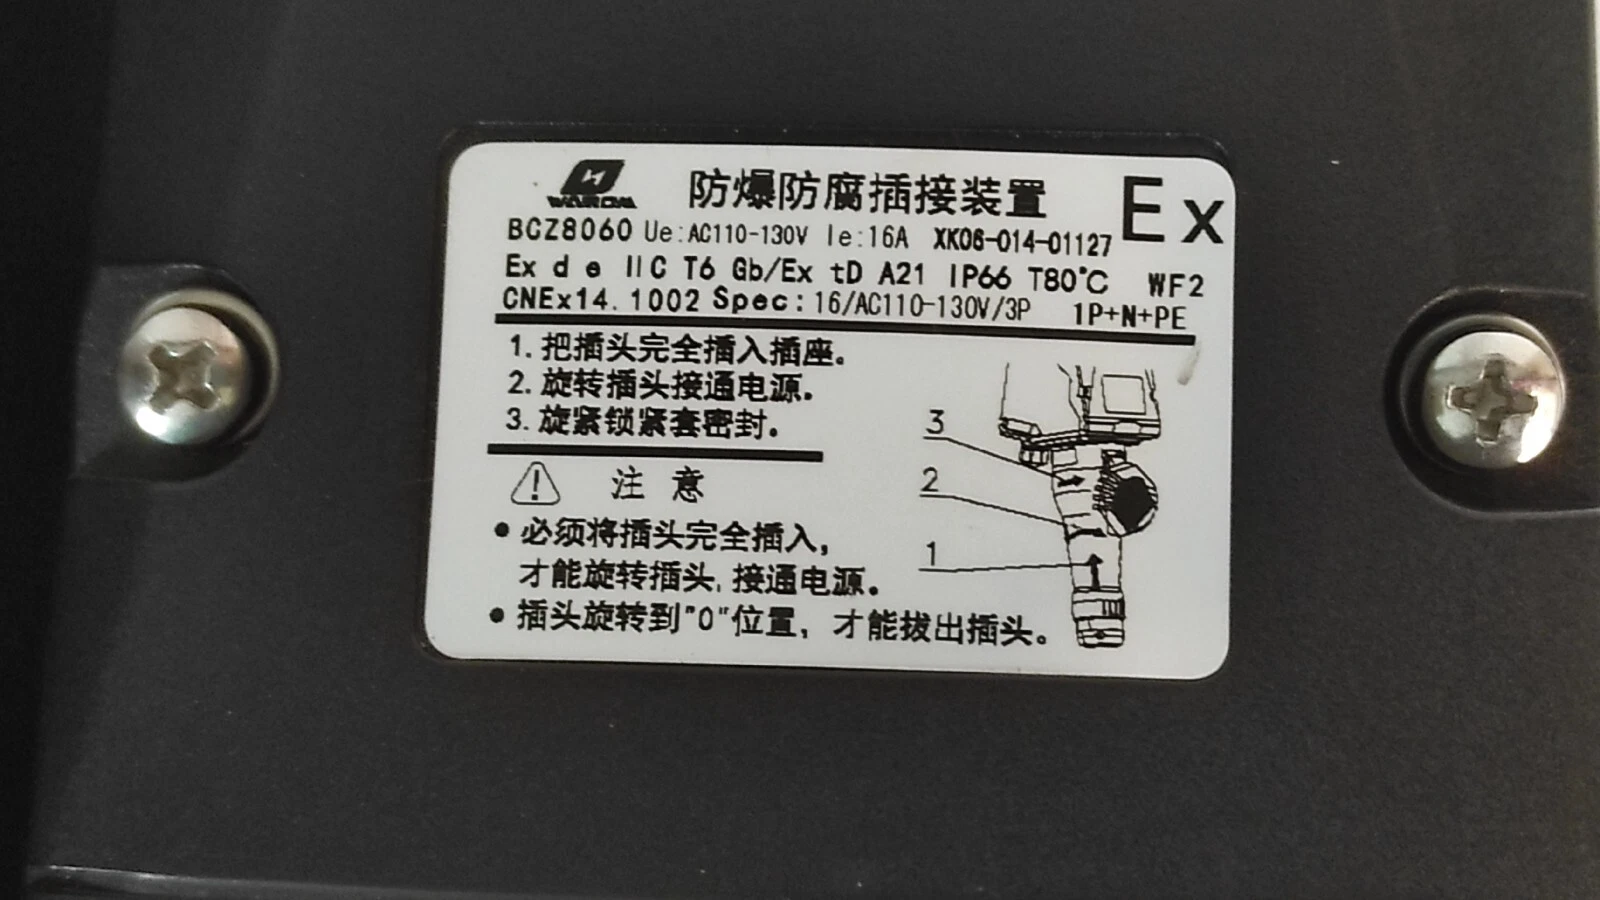 WAROM
防爆防腐插接装置
Ex
BCZ8060 Ue:AC110-130V Ie:16A XK06-014-01127
Ex d e IIC T6 Gb/Ex tD A21 IP66 T80℃ WF2
CNEx14.1002 Spec:16/AC110-130V/3P 1P+N+PE
1.把插头完全插入插座。
2.旋转插头接通电源。
3.旋紧锁紧套密封。
注意
•必须将插头完全插入,
才能旋转插头,接通电源。
•插头旋转到"0"位置,才能拔出插头。
3
2
1